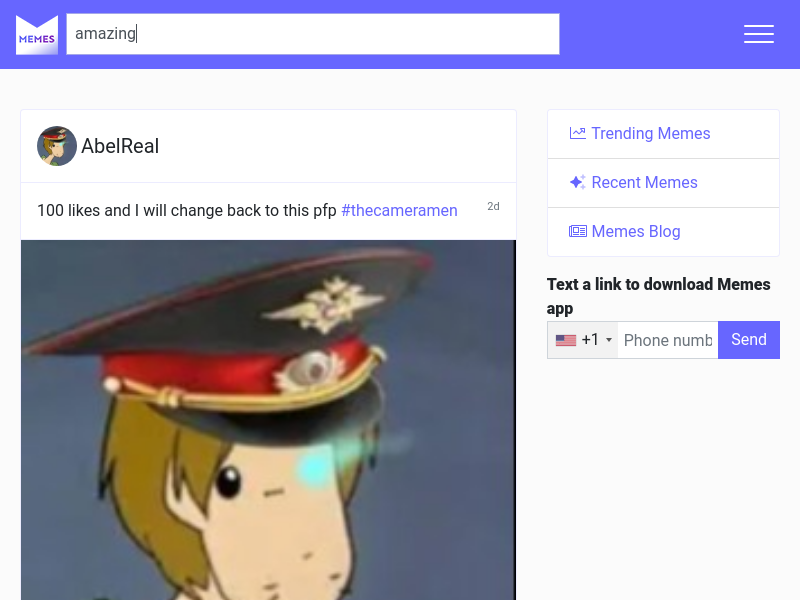 MEMES
amazing
AbelReal
100 likes and I will change back to this pfp #thecameramen
2d
Trending Memes
Recent Memes
Memes Blog
Text a link to download Memes
app
+1
Phone numb
Send